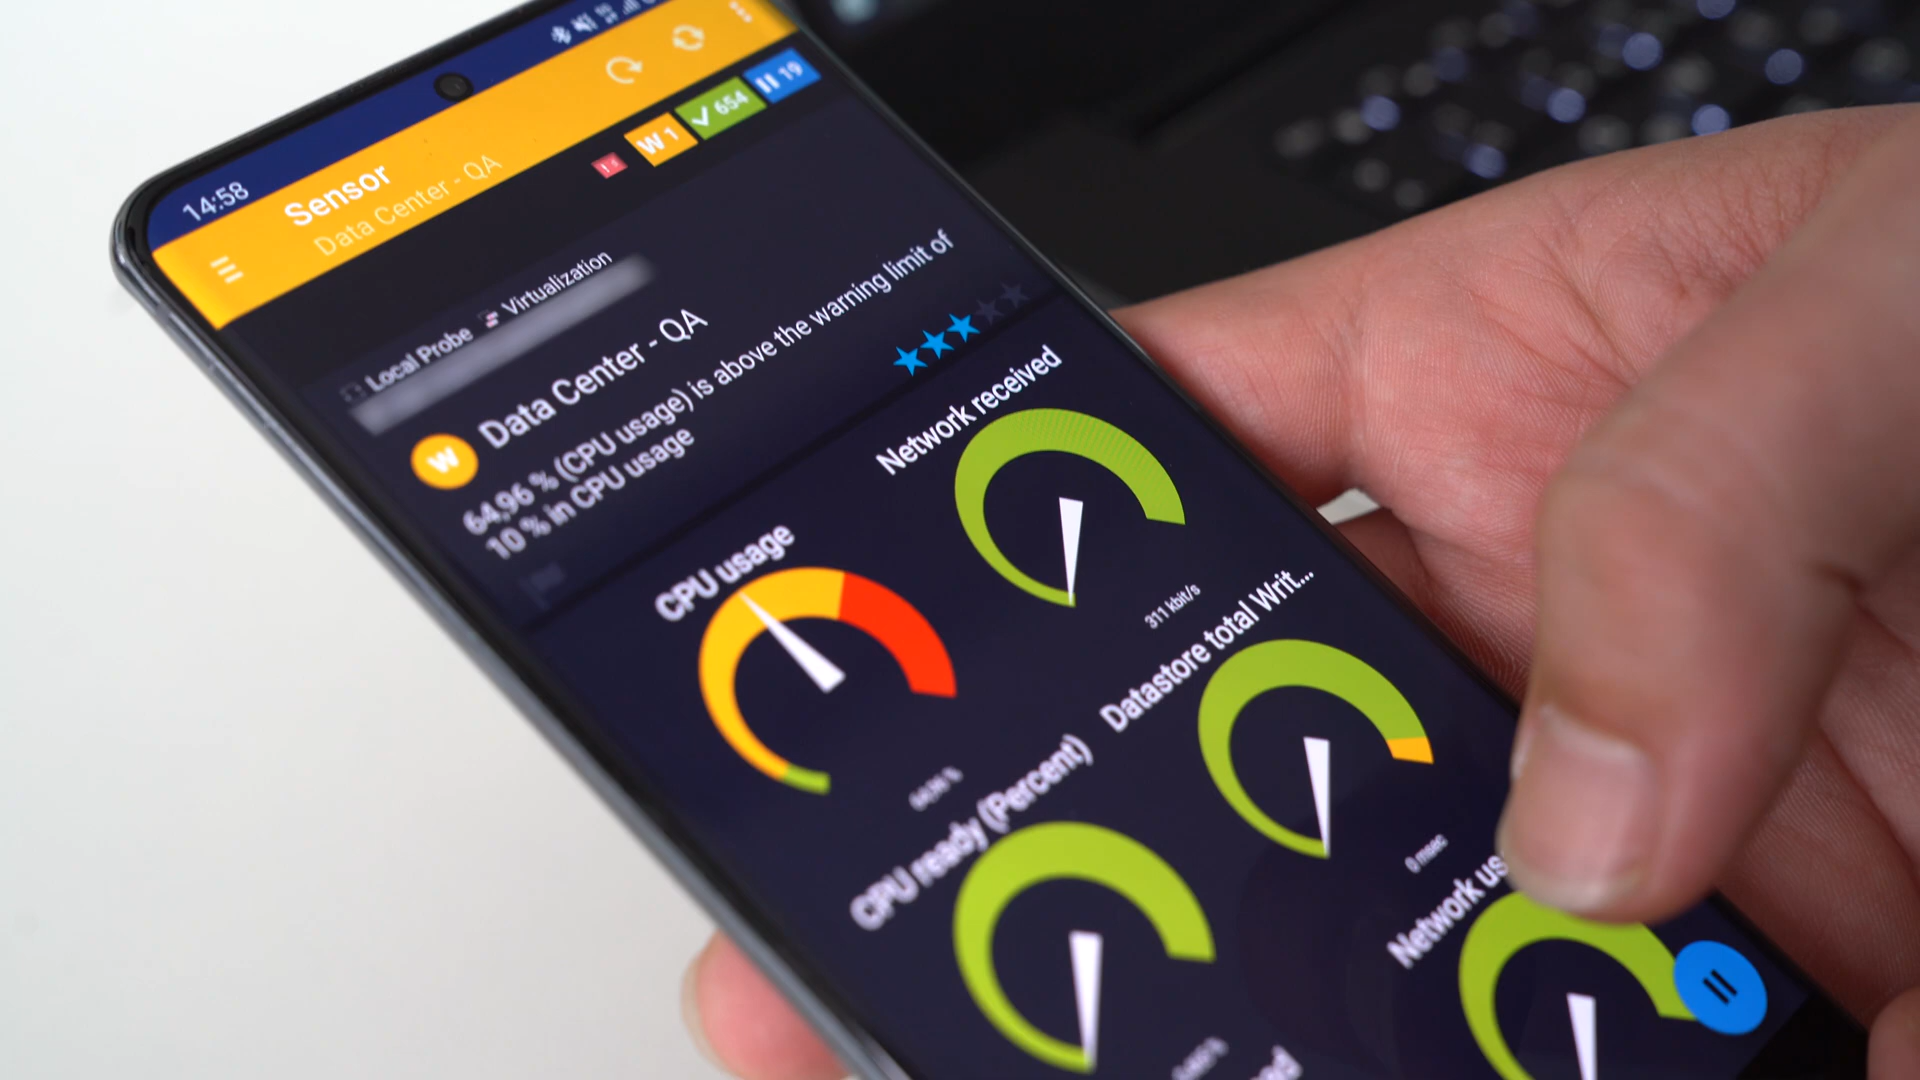 14:58
Sensor
Data Center - QA
W 1
654
19
Local Probe Virtualization
W Data Center - QA
64,96 % (CPU usage) is above the warning limit of
10 % in CPU usage
CPU usage
Network received
311 kbit/s
CPU ready (Percent)
Datastore total Writ...
0 msec
Network us